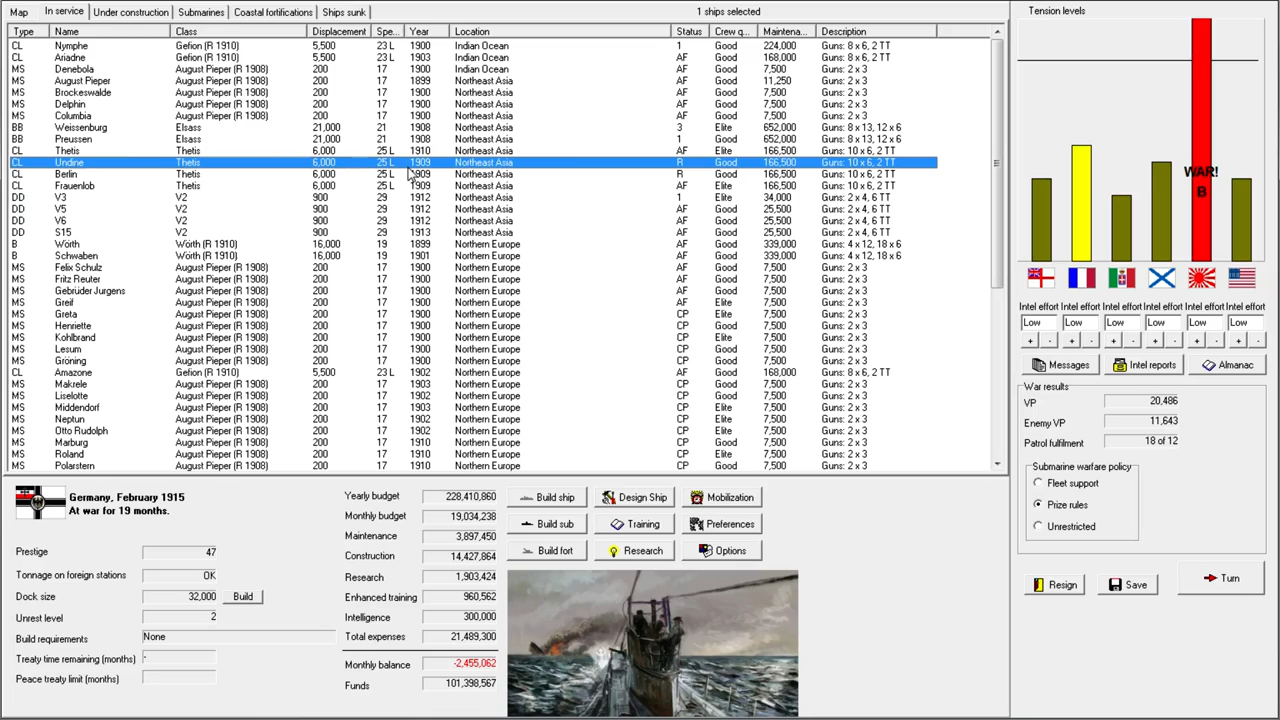 Map In service Under construction Submarines Coastal fortifications Ships sunk 1 ships selected Tension levels
Type Name Class Displacement Spe... Year Location Status Crew q... Maintena... Description
CL Nymphe Gefion (R 1910) 5,500 23 L 1900 Indian Ocean 1 Good 224,000 Guns: 8 x 6, 2 TT
CL Ariadne Gefion (R 1910) 5,500 23 L 1903 Indian Ocean AF Good 168,000 Guns: 8 x 6, 2 TT
MS Denebola August Pieper (R 1908) 200 17 1900 Indian Ocean AF Good 7,500 Guns: 2 x 3
MS August Pieper August Pieper (R 1908) 200 17 1899 Northeast Asia AF Good 11,250 Guns: 2 x 3
MS Brockeswalde August Pieper (R 1908) 200 17 1900 Northeast Asia AF Good 7,500 Guns: 2 x 3
MS Delphin August Pieper (R 1908) 200 17 1900 Northeast Asia AF Good 7,500 Guns: 2 x 3
MS Columbia August Pieper (R 1908) 200 17 1900 Northeast Asia AF Good 7,500 Guns: 2 x 3
BB Weissenburg Elsass 21,000 21 1908 Northeast Asia 3 Elite 652,000 Guns: 8 x 13, 12 x 6
BB Preussen Elsass 21,000 21 1908 Northeast Asia 1 Good 652,000 Guns: 8 x 13, 12 x 6
CL Thetis Thetis 6,000 25 L 1910 Northeast Asia AF Elite 166,500 Guns: 10 x 6, 2 TT
CL Undine Thetis 6,000 25 L 1909 Northeast Asia R Good 166,500 Guns: 10 x 6, 2 TT
CL Berlin Thetis 6,000 25 L 1909 Northeast Asia R Good 166,500 Guns: 10 x 6, 2 TT
CL Frauenlob Thetis 6,000 25 L 1909 Northeast Asia AF Elite 166,500 Guns: 10 x 6, 2 TT
DD V3 V2 900 29 1912 Northeast Asia 1 Good 34,000 Guns: 2 x 4, 6 TT
DD V5 V2 900 29 1912 Northeast Asia AF Good 25,500 Guns: 2 x 4, 6 TT
DD V6 V2 900 29 1912 Northeast Asia AF Good 25,500 Guns: 2 x 4, 6 TT
DD S15 V2 900 29 1913 Northeast Asia AF Good 25,500 Guns: 2 x 4, 6 TT
B Wörth Wörth (R 1910) 16,000 19 1899 Northern Europe AF Good 339,000 Guns: 4 x 12, 18 x 6
B Schwaben Wörth (R 1910) 16,000 19 1901 Northern Europe AF Good 339,000 Guns: 4 x 12, 18 x 6
MS Felix Schulz August Pieper (R 1908) 200 17 1900 Northern Europe AF Good 7,500 Guns: 2 x 3
MS Fritz Reuter August Pieper (R 1908) 200 17 1900 Northern Europe AF Good 7,500 Guns: 2 x 3
MS Gebrüder Jurgens August Pieper (R 1908) 200 17 1900 Northern Europe AF Good 7,500 Guns: 2 x 3
MS Greif August Pieper (R 1908) 200 17 1900 Northern Europe AF Elite 7,500 Guns: 2 x 3
MS Greta August Pieper (R 1908) 200 17 1900 Northern Europe CP Elite 7,500 Guns: 2 x 3
MS Henriette August Pieper (R 1908) 200 17 1900 Northern Europe CP Good 7,500 Guns: 2 x 3
MS Kohlbrand August Pieper (R 1908) 200 17 1900 Northern Europe CP Elite 7,500 Guns: 2 x 3
MS Lesum August Pieper (R 1908) 200 17 1900 Northern Europe CP Good 7,500 Guns: 2 x 3
MS Gröning August Pieper (R 1908) 200 17 1900 Northern Europe CP Good 7,500 Guns: 2 x 3
CL Amazone Gefion (R 1910) 5,500 23 L 1902 Northern Europe AF Good 168,000 Guns: 8 x 6, 2 TT
MS Makrele August Pieper (R 1908) 200 17 1903 Northern Europe CP Good 7,500 Guns: 2 x 3
MS Liselotte August Pieper (R 1908) 200 17 1902 Northern Europe CP Good 7,500 Guns: 2 x 3
MS Middendorf August Pieper (R 1908) 200 17 1903 Northern Europe CP Elite 7,500 Guns: 2 x 3
MS Neptun August Pieper (R 1908) 200 17 1902 Northern Europe CP Elite 7,500 Guns: 2 x 3
MS Otto Rudolph August Pieper (R 1908) 200 17 1902 Northern Europe CP Elite 7,500 Guns: 2 x 3
MS Marburg August Pieper (R 1908) 200 17 1910 Northern Europe CP Good 7,500 Guns: 2 x 3
MS Roland August Pieper (R 1908) 200 17 1910 Northern Europe CP Elite 7,500 Guns: 2 x 3
MS Polarstern August Pieper (R 1908) 200 17 1910 Northern Europe CP Good 7,500 Guns: 2 x 3
WAR!
B
Intel effort Intel effort Intel effort Intel effort Intel effort Intel effort
Low Low Low Low Low Low
+ - + - + - + - + - + -
Messages Intel reports Almanac
War results
VP 20,486
Enemy VP 11,643
Patrol fulfilment 18 of 12
Submarine warfare policy
Fleet support
Prize rules
Unrestricted
Resign Save Turn
Germany, February 1915
At war for 19 months.
Prestige 47
Tonnage on foreign stations OK
Dock size 32,000 Build
Unrest level 2
Build requirements None
Treaty time remaining (months) -
Peace treaty limit (months)
Yearly budget 228,410,860
Monthly budget 19,034,238
Maintenance 3,897,450
Construction 14,427,864
Research 1,903,424
Enhanced training 960,562
Intelligence 300,000
Total expenses 21,489,300
Monthly balance -2,455,062
Funds 101,398,567
Build ship Design Ship Mobilization
Build sub Training Preferences
Build fort Research Options